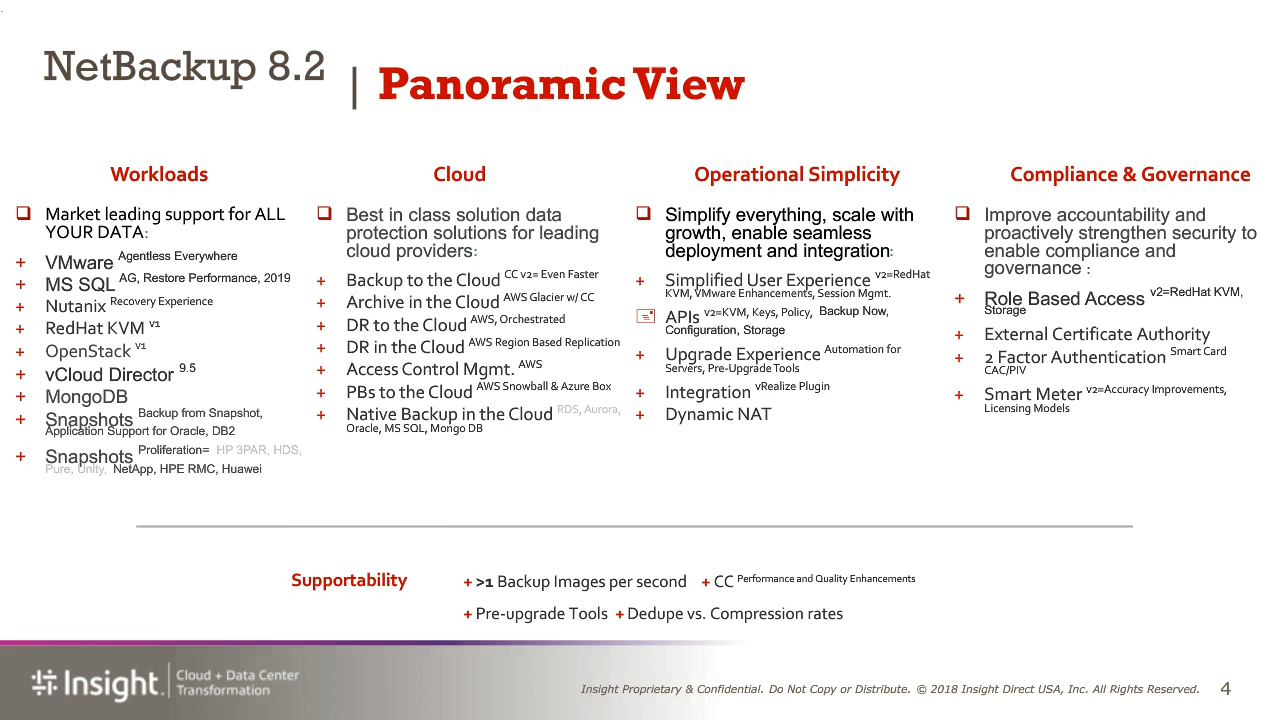 NetBackup 8.2 | Panoramic View
Workloads
Market leading support for ALL
YOUR DATA:
+ VMware Agentless Everywhere
+ MS SQL AG, Restore Performance, 2019
+ Nutanix Recovery Experience
+ RedHat KVM v1
+ OpenStack v1
+ vCloud Director 9.5
+ MongoDB
+ Snapshots Backup from Snapshot,
Application Support for Oracle, DB2
+ Snapshots Proliferation= HP 3PAR, HDS,
Pure, Unity, NetApp, HPE RMC, Huawei
Cloud
Best in class solution data
protection solutions for leading
cloud providers:
+ Backup to the Cloud CC v2= Even Faster
+ Archive in the Cloud AWS Glacier w/ CC
+ DR to the Cloud AWS, Orchestrated
+ DR in the Cloud AWS Region Based Replication
+ Access Control Mgmt. AWS
+ PBs to the Cloud AWS Snowball & Azure Box
+ Native Backup in the Cloud RDS, Aurora,
Oracle, MS SQL, Mongo DB
Operational Simplicity
Simplify everything, scale with
growth, enable seamless
deployment and integration:
+ Simplified User Experience v2=RedHat
KVM, VMware Enhancements, Session Mgmt.
APIs v2=KVM, Keys, Policy, Backup Now,
Configuration, Storage
+ Upgrade Experience Automation for
Servers, Pre-Upgrade Tools
+ Integration vRealize Plugin
+ Dynamic NAT
Compliance & Governance
Improve accountability and
proactively strengthen security to
enable compliance and
governance :
+ Role Based Access v2=RedHat KVM,
Storage
+ External Certificate Authority
+ 2 Factor Authentication Smart Card
CAC/PIV
+ Smart Meter v2=Accuracy Improvements,
Licensing Models
Supportability
+ >1 Backup Images per second + CC Performance and Quality Enhancements
+ Pre-upgrade Tools + Dedupe vs. Compression rates
Insight.
Cloud + Data Center
Transformation
Insight Proprietary & Confidential. Do Not Copy or Distribute. © 2018 Insight Direct USA, Inc. All Rights Reserved. 4